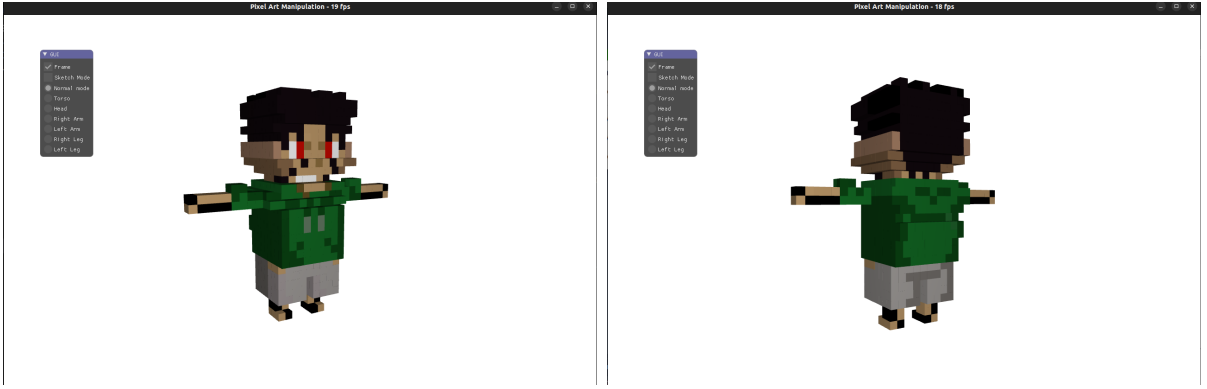 Pixel Art Manipulation - 19 fps
GUI
Frame
Sketch Mode
Normal mode
Torso
Head
Right Arm
Left Arm
Right Leg
Left Leg
Pixel Art Manipulation - 18 fps
GUI
Frame
Sketch Mode
Normal mode
Torso
Head
Right Arm
Left Arm
Right Leg
Left Leg